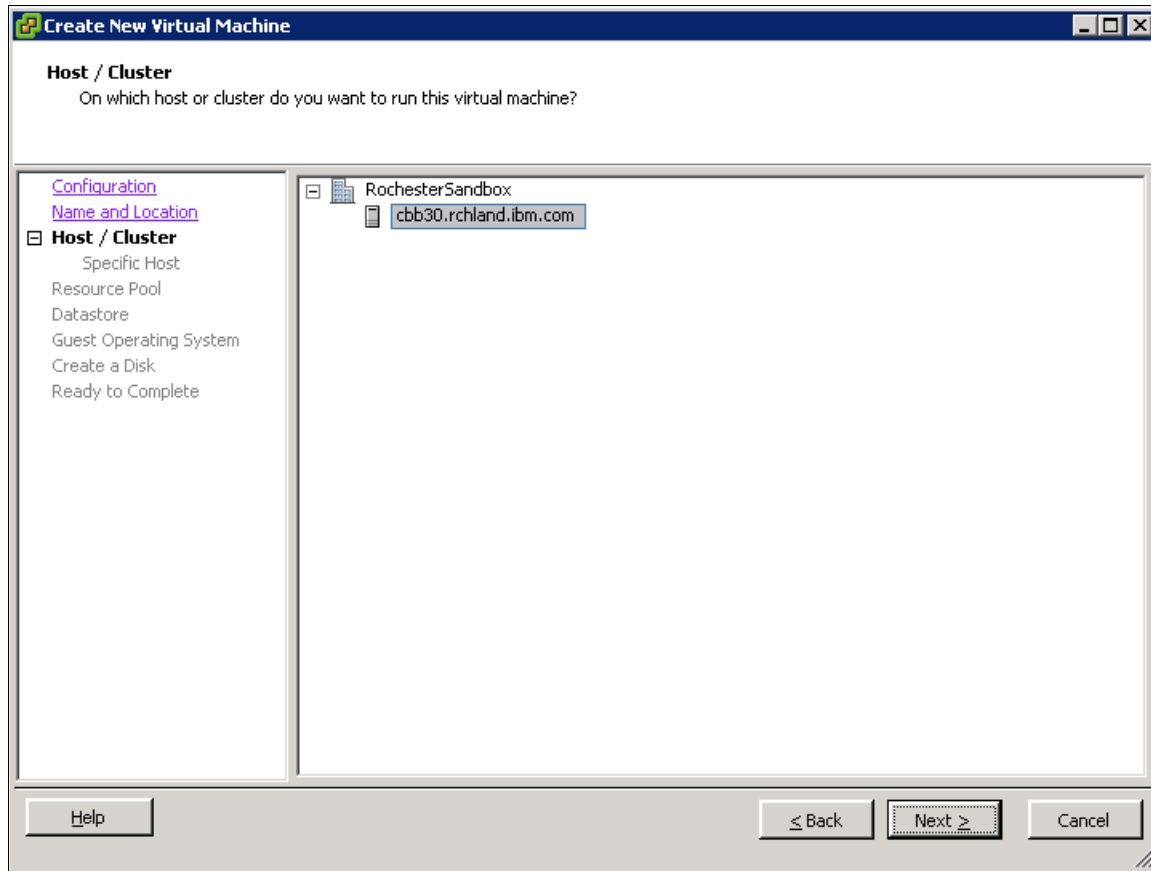 Create New Virtual Machine
Host / Cluster
On which host or cluster do you want to run this virtual machine?
Configuration
Name and Location
Host / Cluster
Specific Host
Resource Pool
Datastore
Guest Operating System
Create a Disk
Ready to Complete
RochesterSandbox
cbb30.rchland.ibm.com
Help
< Back
Next >
Cancel